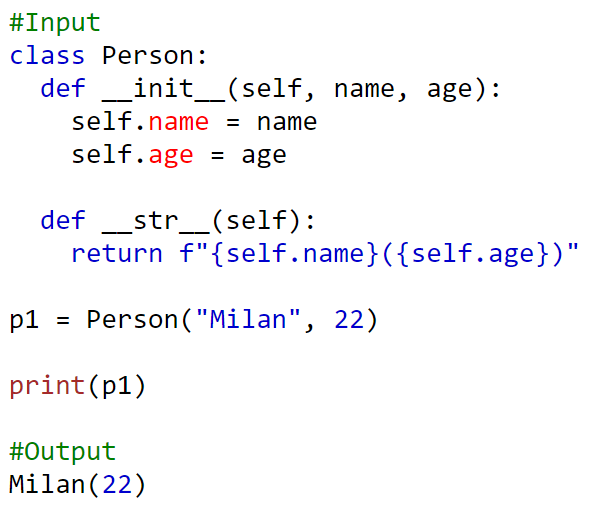 #Input
class Person:
  def __init__(self, name, age):
    self.name = name
    self.age = age

  def __str__(self):
    return f"{self.name}({self.age})"

p1 = Person("Milan", 22)

print(p1)

#Output
Milan(22)